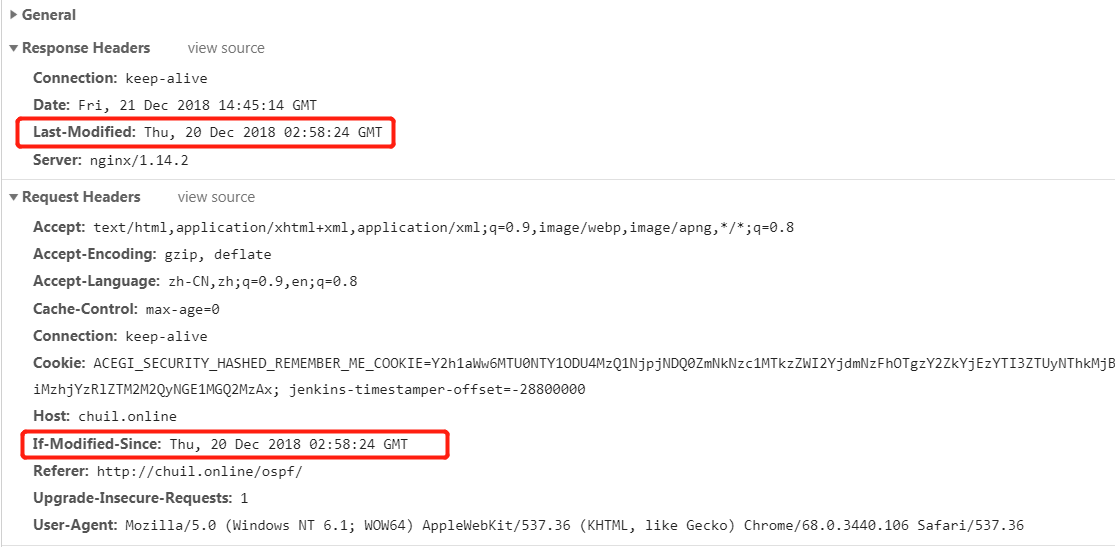 General
Response Headers view source
Connection: keep-alive
Date: Fri, 21 Dec 2018 14:45:14 GMT
Last-Modified: Thu, 20 Dec 2018 02:58:24 GMT
Server: nginx/1.14.2
Request Headers view source
Accept: text/html,application/xhtml+xml,application/xml;q=0.9,image/webp,image/apng,*/*;q=0.8
Accept-Encoding: gzip, deflate
Accept-Language: zh-CN,zh;q=0.9,en;q=0.8
Cache-Control: max-age=0
Connection: keep-alive
Cookie: ACEGI_SECURITY_HASHED_REMEMBER_ME_COOKIE=Y2h1aWw6MTU0NTY1ODU4MzQ1NjpjNDQ0ZmNkNzc1MTkzZWI2YjdmNzFhOTgzY2ZkYjEzYTI3ZTUyNThkMjB
iMzhjYzRlZTM2M2QyNGE1MGQ2MzAx; jenkins-timestamper-offset=-28800000
Host: chuil.online
If-Modified-Since: Thu, 20 Dec 2018 02:58:24 GMT
Referer: http://chuil.online/ospf/
Upgrade-Insecure-Requests: 1
User-Agent: Mozilla/5.0 (Windows NT 6.1; WOW64) AppleWebKit/537.36 (KHTML, like Gecko) Chrome/68.0.3440.106 Safari/537.36